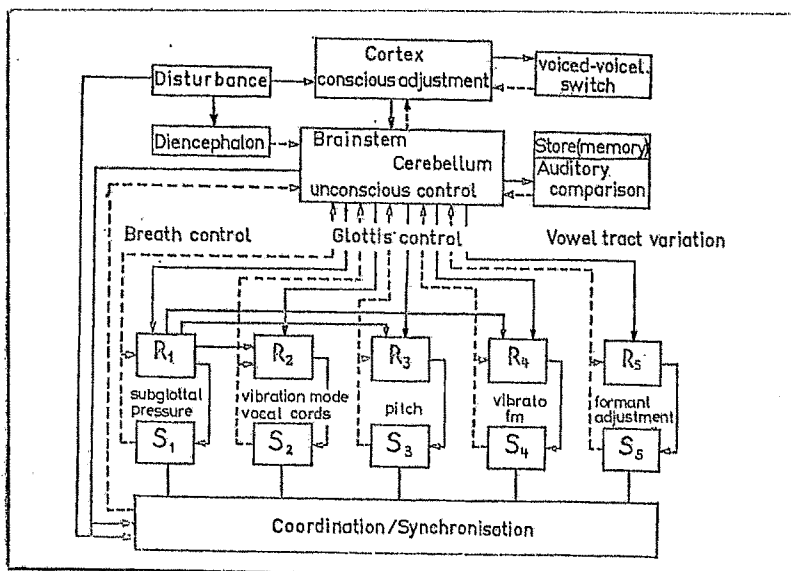 Cortex
conscious adjustment
Disturbance
voiced-voicel.
switch
Diencephalon
Brainstem
Cerebellum
unconscious control
Store(memory)
Auditory
comparison
Breath control
Glottis control
Vowel tract variation
R₁
R₂
R₃
R₄
R₅
subglottal
pressure
vibration mode
vocal cords
pitch
vibrato
fm
formant
adjustment
S₁
S₂
S₃
S₄
S₅
Coordination/Synchronisation